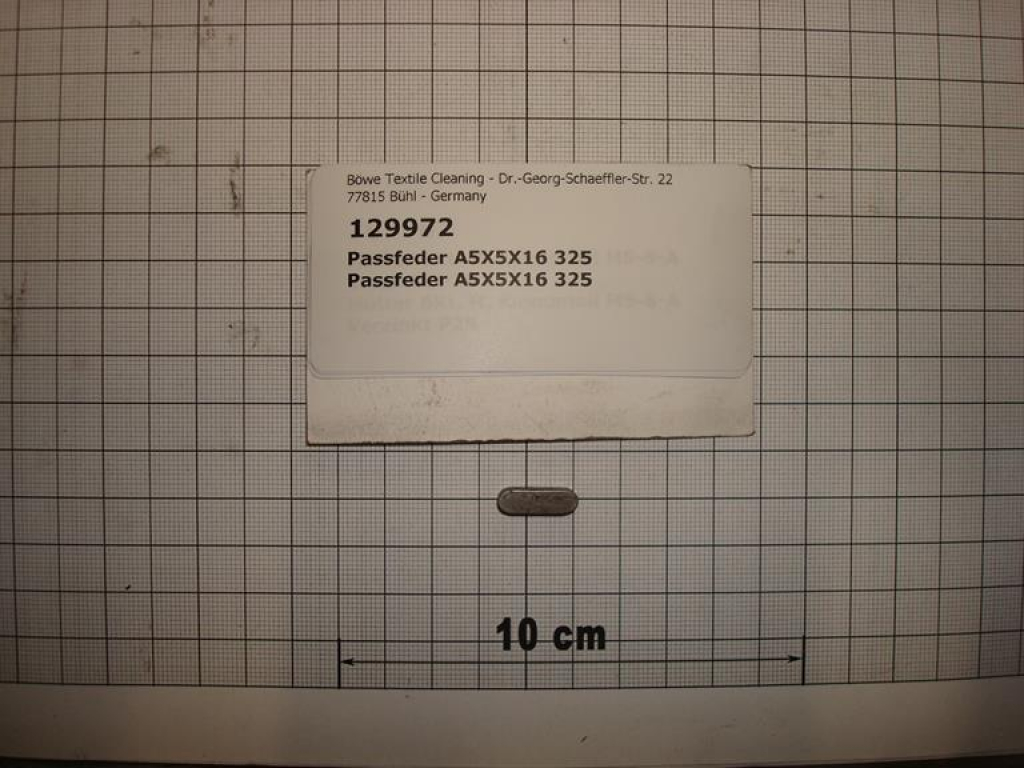 Böwe Textile Cleaning - Dr.-Georg-Schaeffler-Str. 22
77815 Bühl - Germany
129972
Passfeder A5X5X16 325
Passfeder A5X5X16 325
10 cm